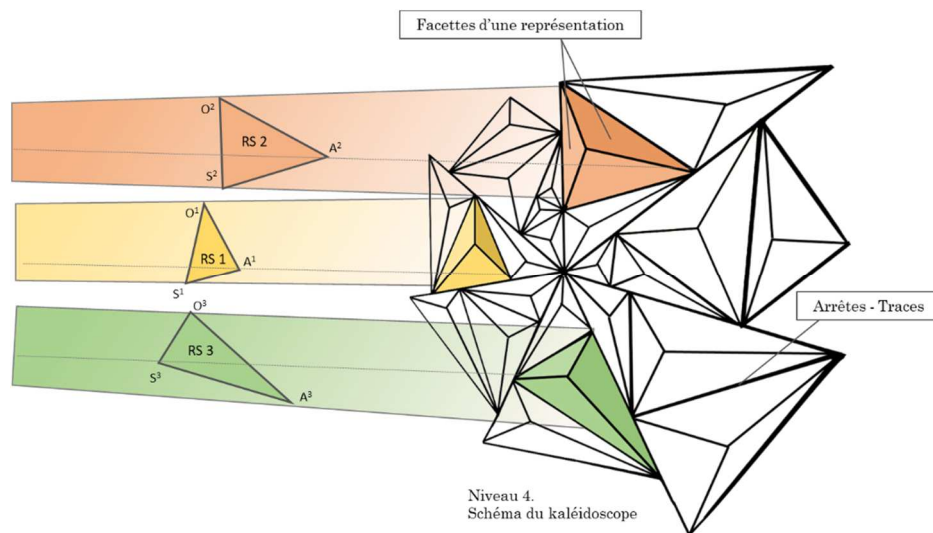 Facettes d'une représentation
O²
RS 2
A²
S²
O¹
RS 1
A¹
S¹
O³
RS 3
S³
A³
Arrêtes - Traces
Niveau 4.
Schéma du kaléidoscope